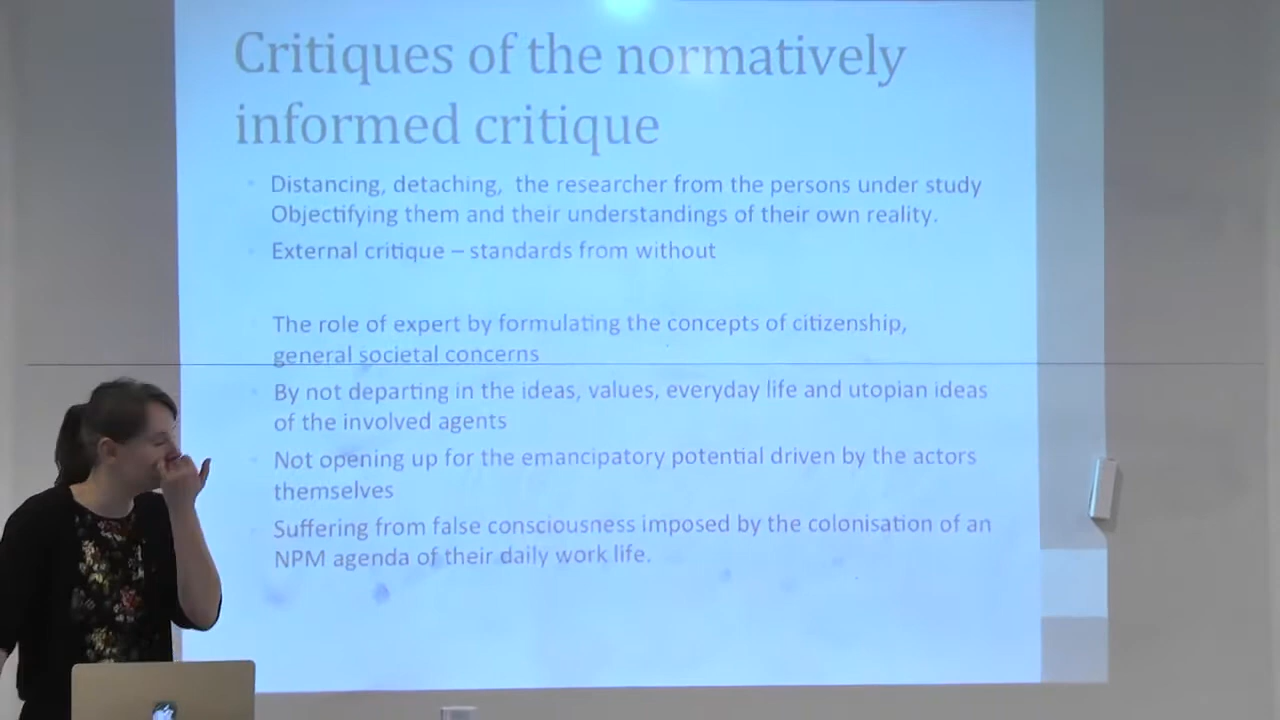 Critiques of the normatively
informed critique
Distancing, detaching, the researcher from the persons under study
Objectifying them and their understandings of their own reality.
External critique – standards from without
The role of expert by formulating the concepts of citizenship,
general societal concerns
By not departing in the ideas, values, everyday life and utopian ideas
of the involved agents
Not opening up for the emancipatory potential driven by the actors
themselves
Suffering from false consciousness imposed by the colonisation of an
NPM agenda of their daily work life.